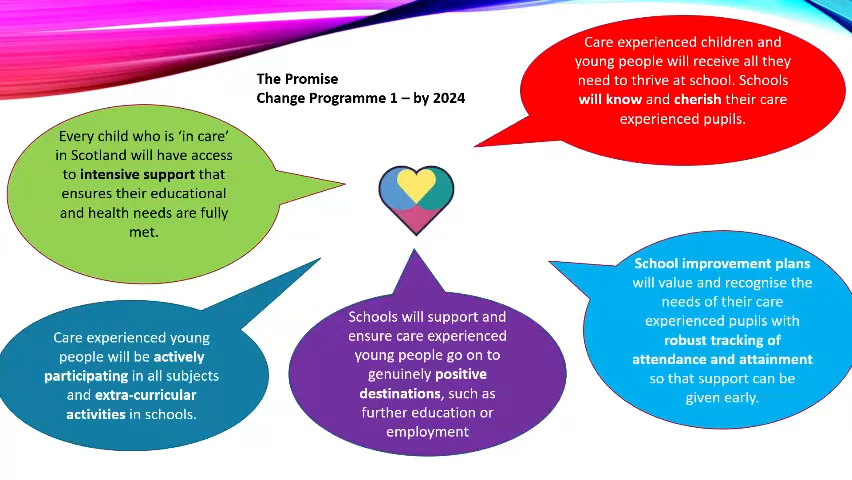 The Promise
Change Programme 1 – by 2024
Care experienced children and
young people will receive all they
need to thrive at school. Schools
will know and cherish their care
experienced pupils.
Every child who is ‘in care’
in Scotland will have access
to intensive support that
ensures their educational
and health needs are fully
met.
School improvement plans
will value and recognise the
needs of their care
experienced pupils with
robust tracking of
attendance and attainment
so that support can be
given early.
Care experienced young
people will be actively
participating in all subjects
and extra-curricular
activities in schools.
Schools will support and
ensure care experienced
young people go on to
genuinely positive
destinations, such as
further education or
employment